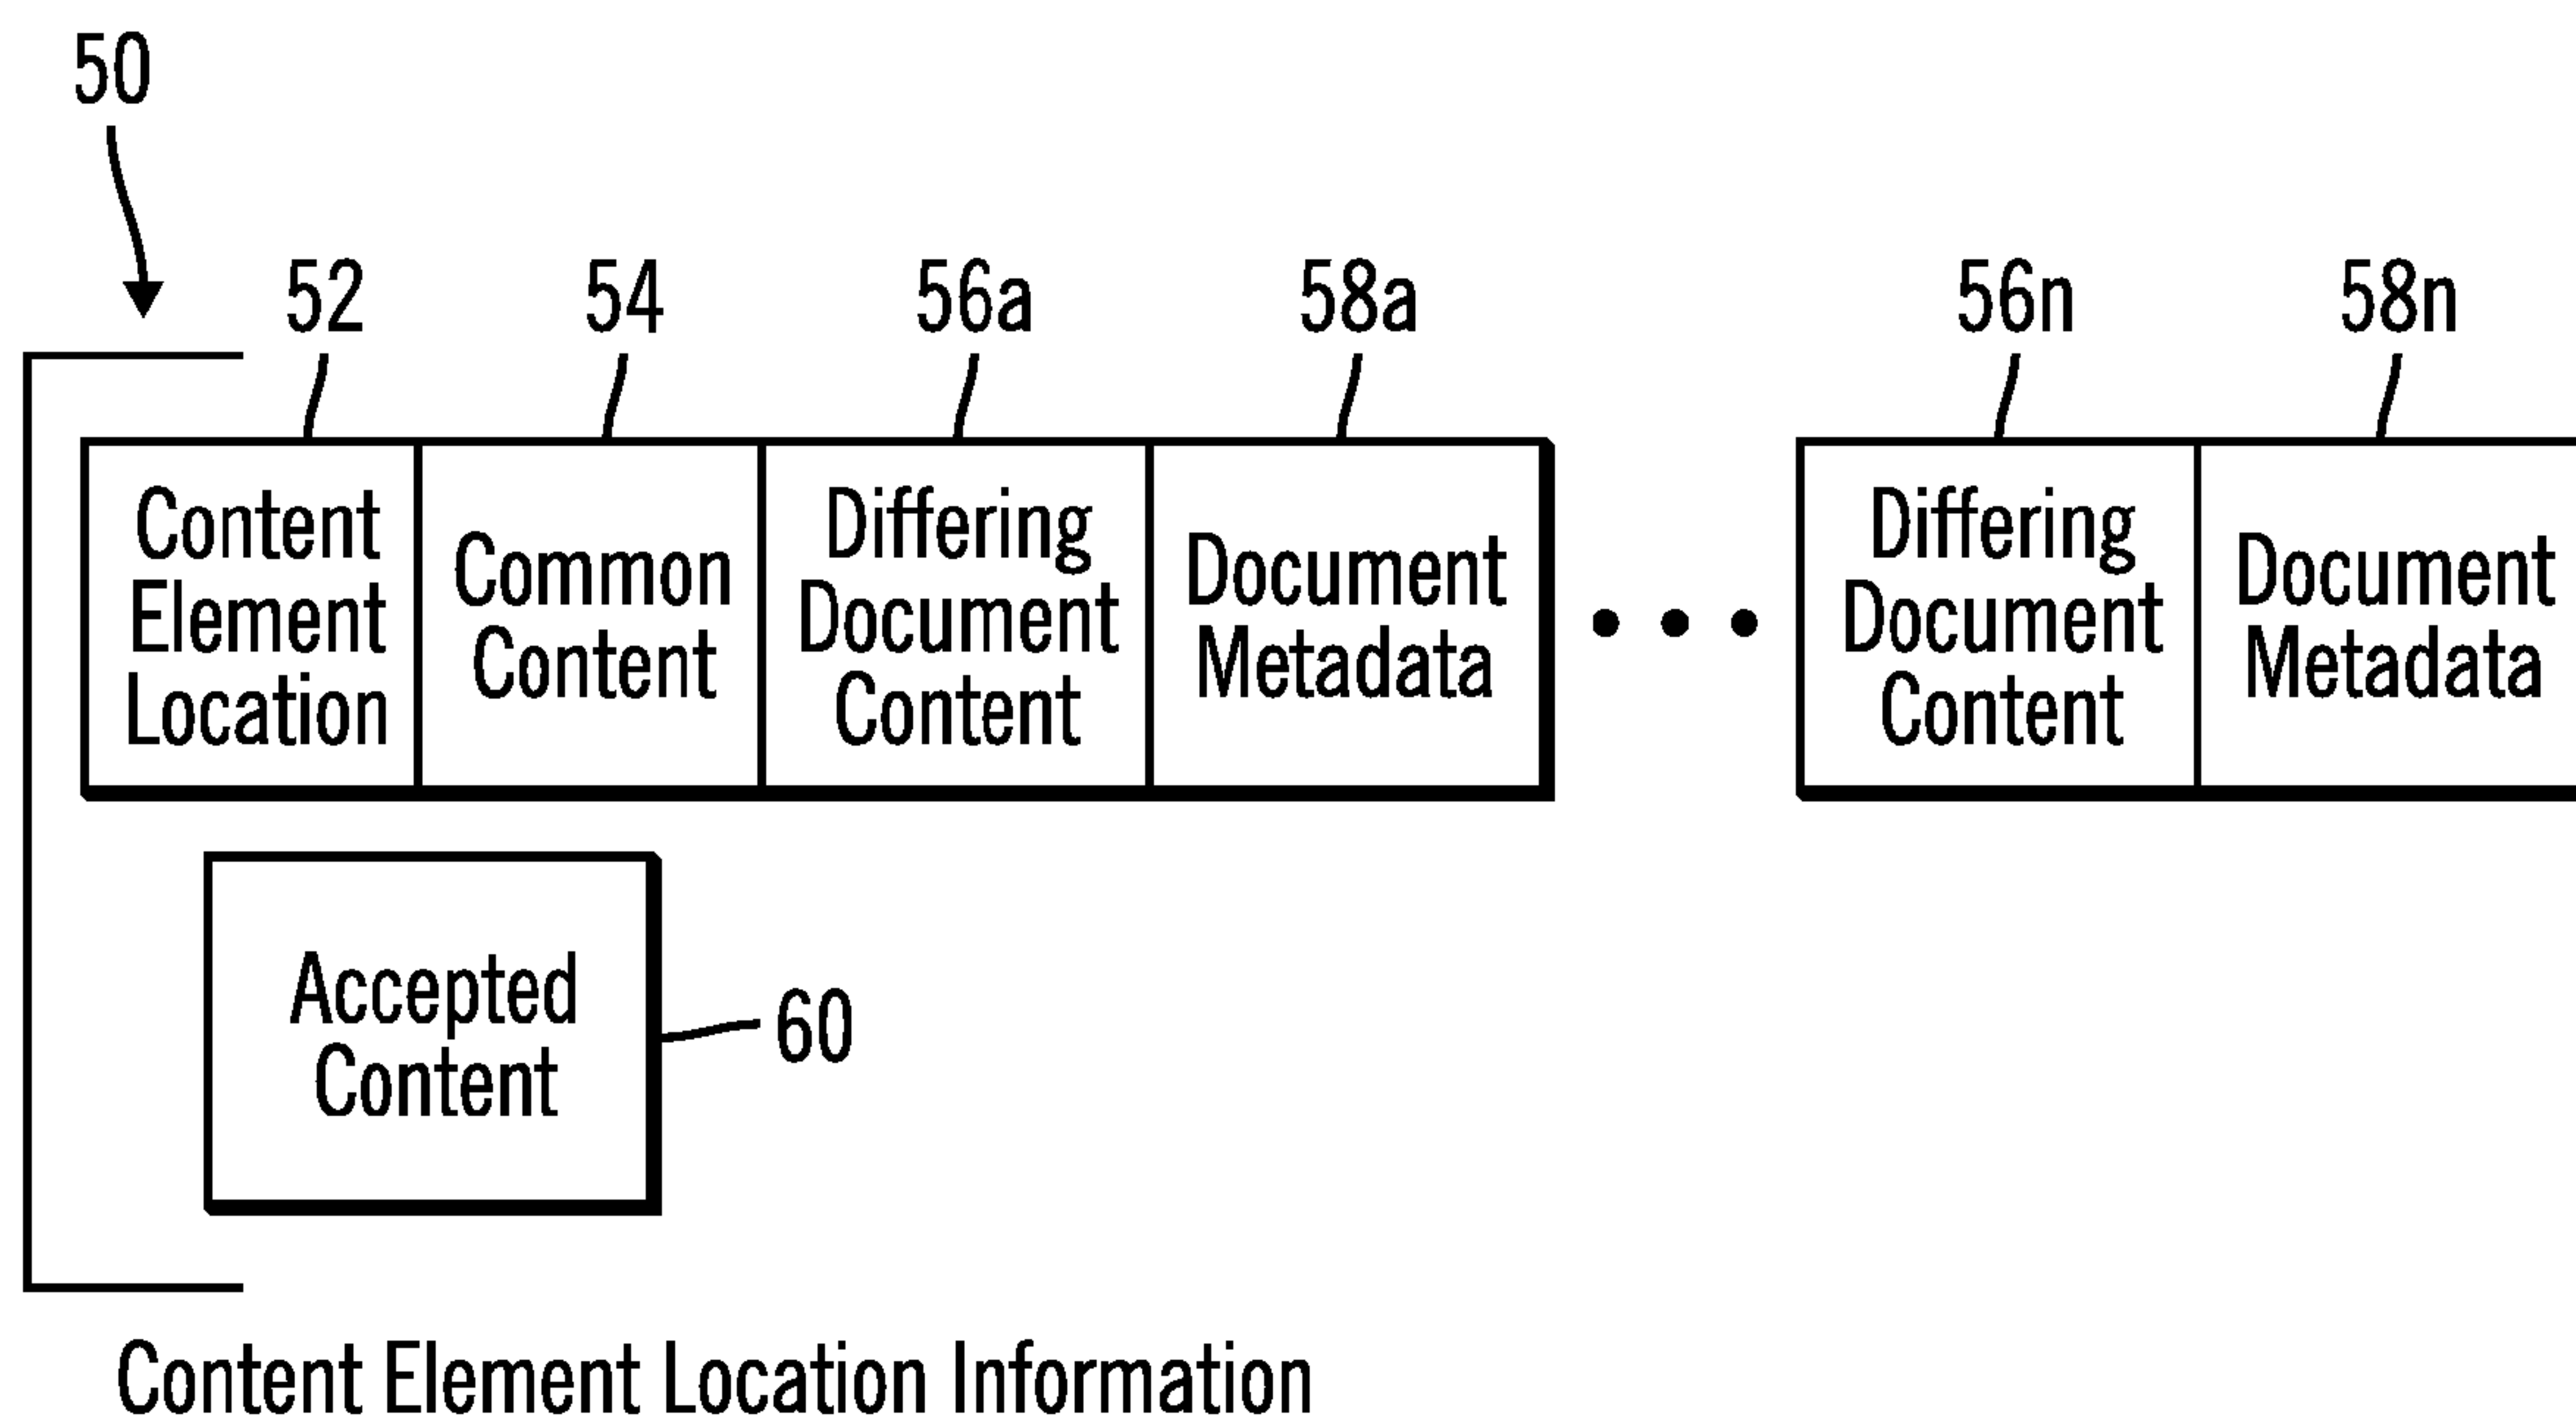 50
52
54
56a
58a
56n
58n
Content
Element
Location
Common
Content
Differing
Document
Content
Document
Metadata
Differing
Document
Content
Document
Metadata
Accepted
Content
60
Content Element Location Information